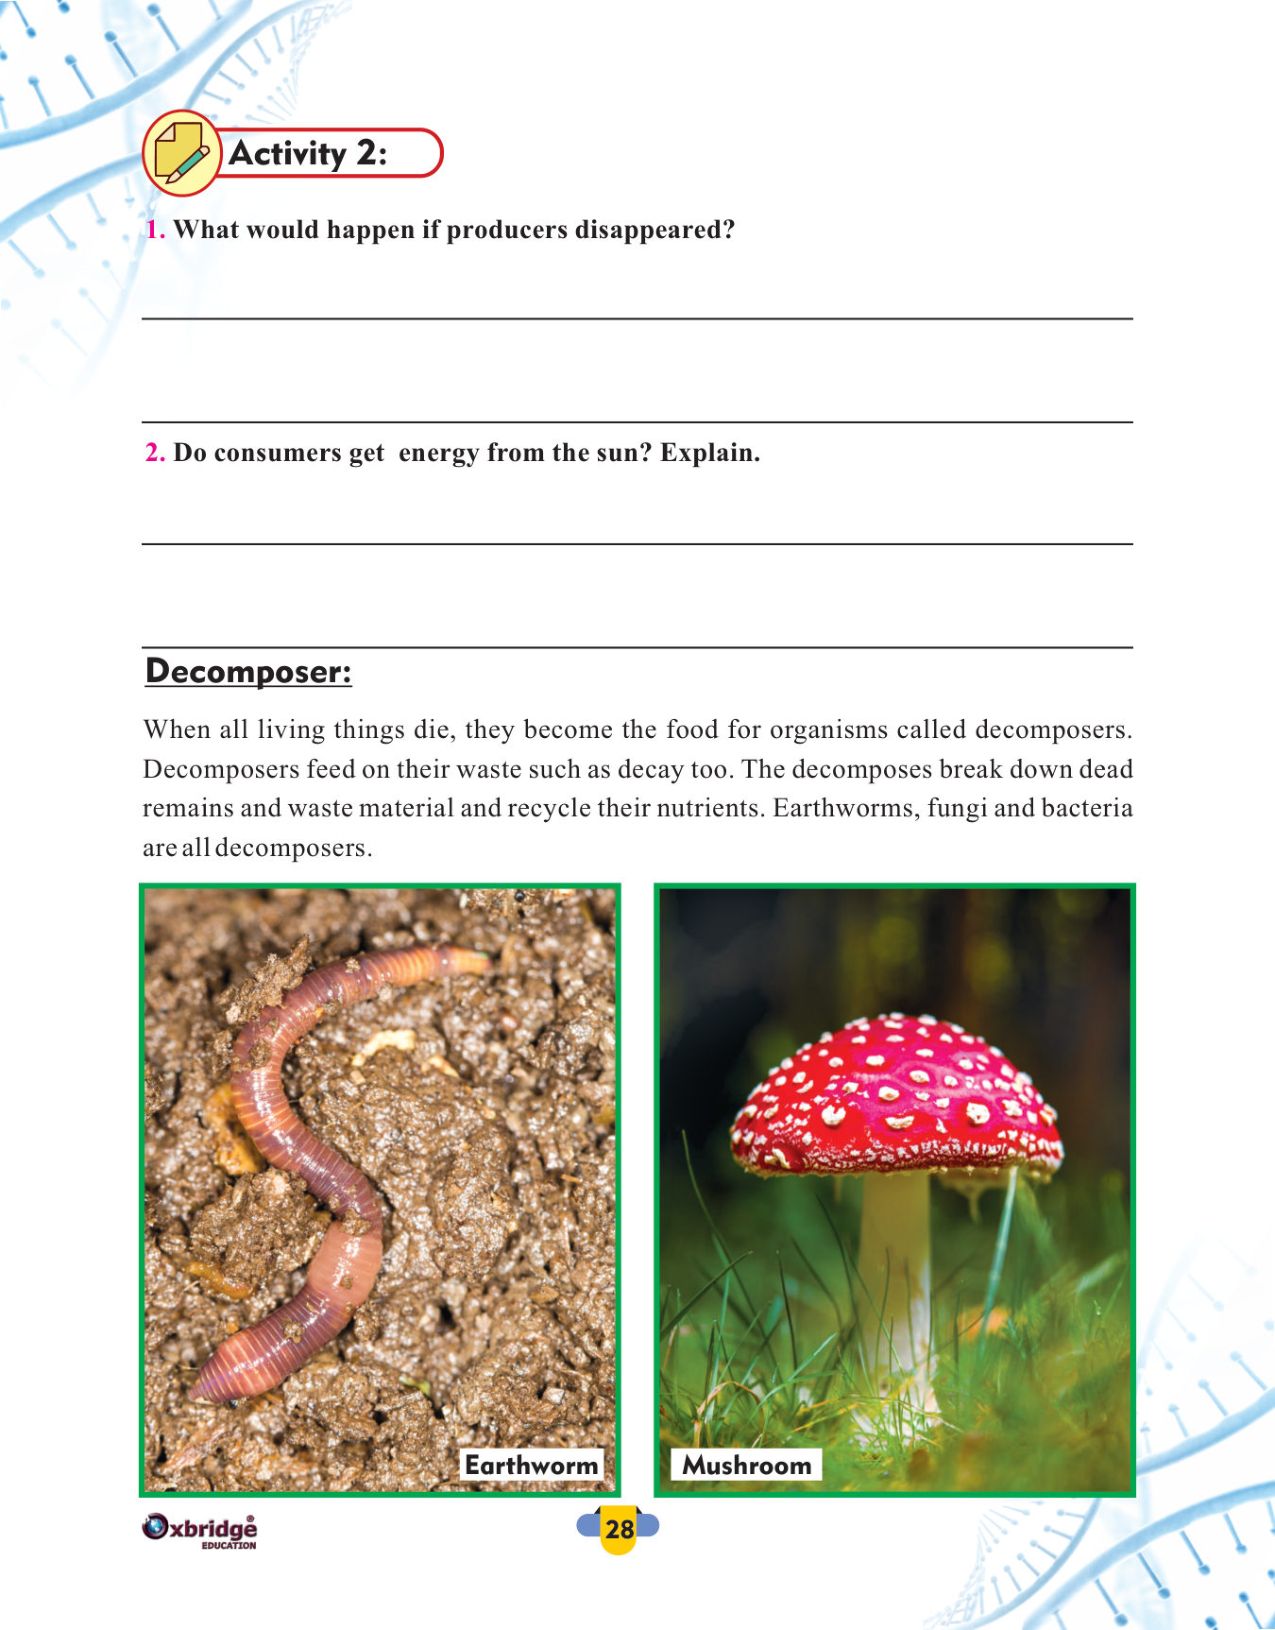 Activity 2:
1. What would happen if producers disappeared?
2. Do consumers get energy from the sun? Explain.
Decomposer:
When all living things die, they become the food for organisms called decomposers.
Decomposers feed on their waste such as decay too. The decomposes break down dead
remains and waste material and recycle their nutrients. Earthworms, fungi and bacteria
are all decomposers.
Earthworm
Mushroom
Oxbridge®
EDUCATION
28